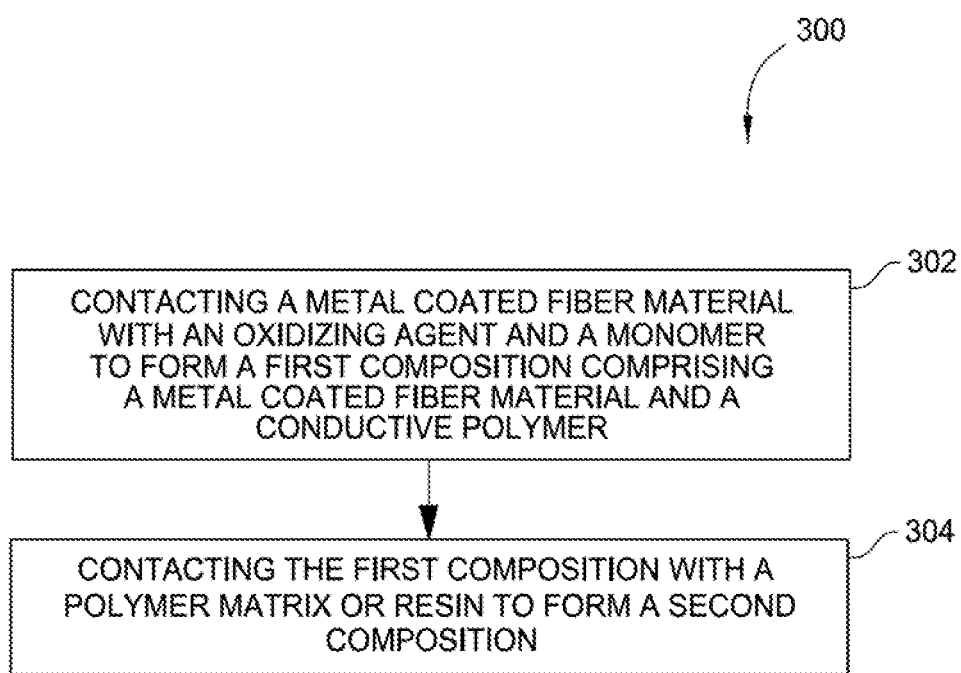 300
302
CONTACTING A METAL COATED FIBER MATERIAL
WITH AN OXIDIZING AGENT AND A MONOMER
TO FORM A FIRST COMPOSITION COMPRISING
A METAL COATED FIBER MATERIAL AND A
CONDUCTIVE POLYMER
304
CONTACTING THE FIRST COMPOSITION WITH A
POLYMER MATRIX OR RESIN TO FORM A SECOND
COMPOSITION